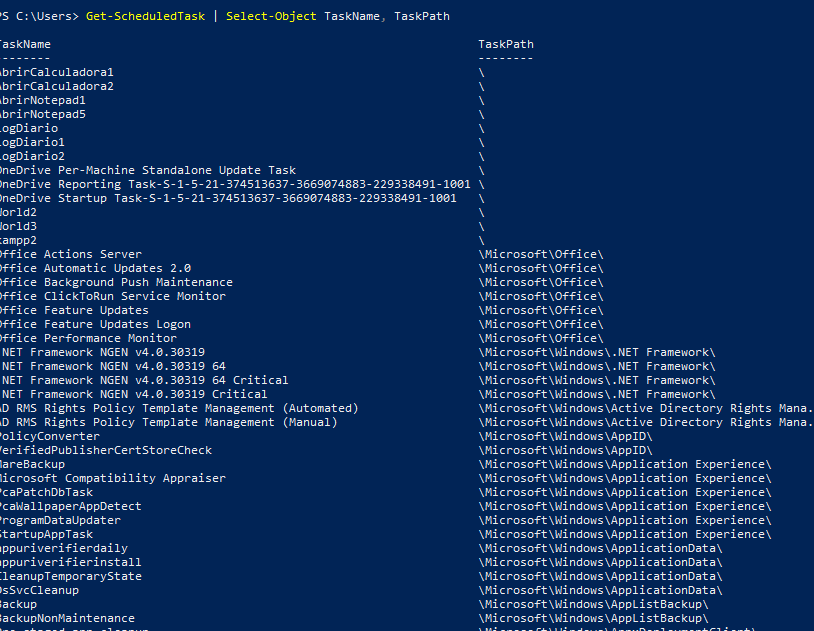 PS C:\Users> Get-ScheduledTask | Select-Object TaskName, TaskPath
TaskName TaskPath
-------- --------
AbrirCalculadora1 \
AbrirCalculadora2 \
AbrirNotepad1 \
AbrirNotepad5 \
LogDiario \
LogDiario1 \
LogDiario2 \
OneDrive Per-Machine Standalone Update Task \
OneDrive Reporting Task-S-1-5-21-374513637-3669074883-229338491-1001 \
OneDrive Startup Task-S-1-5-21-374513637-3669074883-229338491-1001 \
World2 \
World3 \
xampp2 \
Office Actions Server \Microsoft\Office\
Office Automatic Updates 2.0 \Microsoft\Office\
Office Background Push Maintenance \Microsoft\Office\
Office ClickToRun Service Monitor \Microsoft\Office\
Office Feature Updates \Microsoft\Office\
Office Feature Updates Logon \Microsoft\Office\
Office Performance Monitor \Microsoft\Office\
.NET Framework NGEN v4.0.30319 \Microsoft\Windows\.NET Framework\
.NET Framework NGEN v4.0.30319 64 \Microsoft\Windows\.NET Framework\
.NET Framework NGEN v4.0.30319 64 Critical \Microsoft\Windows\.NET Framework\
.NET Framework NGEN v4.0.30319 Critical \Microsoft\Windows\.NET Framework\
AD RMS Rights Policy Template Management (Automated) \Microsoft\Windows\Active Directory Rights Mana.
AD RMS Rights Policy Template Management (Manual) \Microsoft\Windows\Active Directory Rights Mana.
PolicyConverter \Microsoft\Windows\AppID\
VerifiedPublisherCertStoreCheck \Microsoft\Windows\AppID\
MareBackup \Microsoft\Windows\Application Experience\
Microsoft Compatibility Appraiser \Microsoft\Windows\Application Experience\
PcaPatchDbTask \Microsoft\Windows\Application Experience\
PcaWallpaperAppDetect \Microsoft\Windows\Application Experience\
ProgramDataUpdater \Microsoft\Windows\Application Experience\
StartupAppTask \Microsoft\Windows\Application Experience\
appuriverifierdaily \Microsoft\Windows\ApplicationData\
appuriverifierinstall \Microsoft\Windows\ApplicationData\
CleanupTemporaryState \Microsoft\Windows\ApplicationData\
DsSvcCleanup \Microsoft\Windows\ApplicationData\
Backup \Microsoft\Windows\AppListBackup\
BackupNonMaintenance \Microsoft\Windows\AppListBackup\